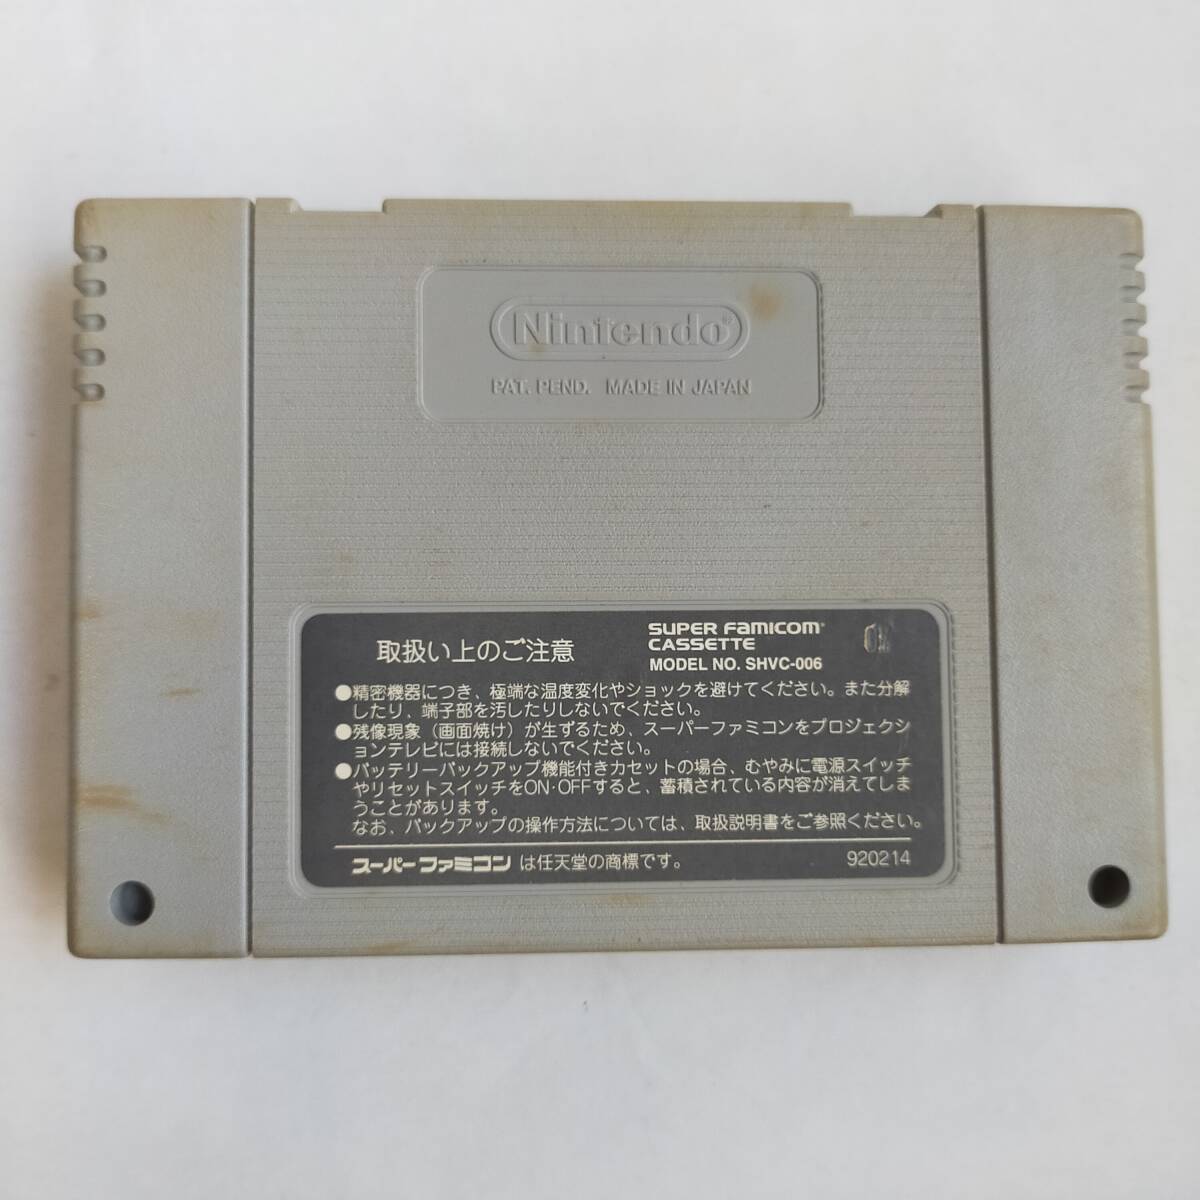 Nintendo®
PAT. PEND. MADE IN JAPAN
取扱い上のご注意
SUPER FAMICOM
CASSETTE
MODEL NO. SHVC-006
●精密機器につき、極端な温度変化やショックを避けてください。また分解
したり、端子部を汚したりしないでください。
●残像現象（画面焼け）が生ずるため、スーパーファミコンをプロジェクシ
ョンテレビには接続しないでください。
●バッテリーバックアップ機能付きカセットの場合、むやみに電源スイッチ
やリセットスイッチをON・OFFすると、蓄積されている内容が消えてしま
うことがあります。
なお、バックアップの操作方法については、取扱説明書をご参照ください。
スーパーファミコン は任天堂の商標です。
920214